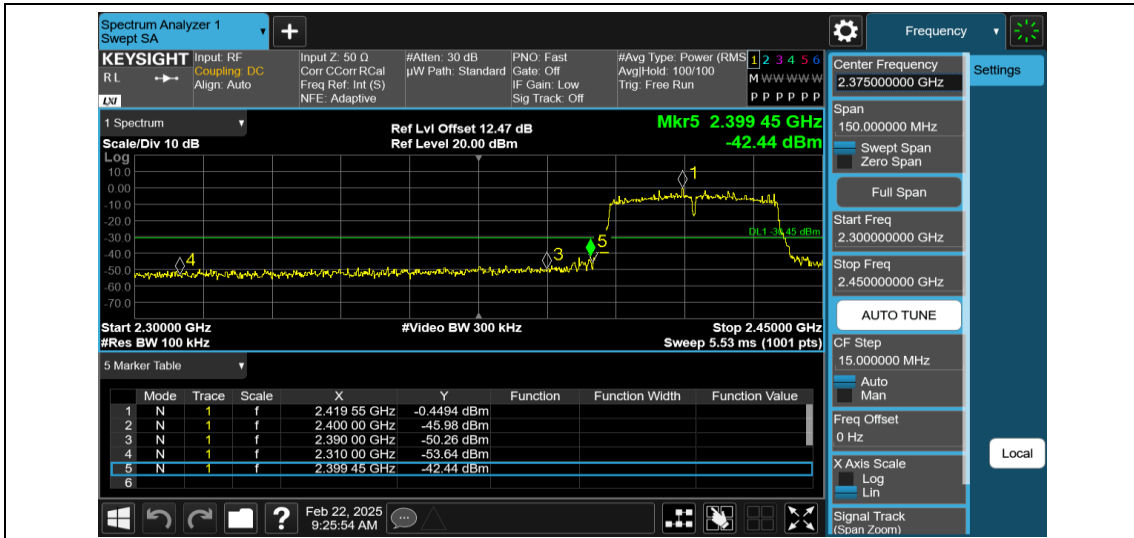 Spectrum Analyzer 1
Swept SA
Frequency
KEYSIGHT
R L
LXI
Input: RF
Coupling: DC
Align: Auto
Input Z: 50 Ω
Corr CCorr RCal
Freq Ref: Int (S)
NFE: Adaptive
#Atten: 30 dB
µW Path: Standard
PNO: Fast
Gate: Off
IF Gain: Low
Sig Track: Off
#Avg Type: Power (RMS
Avg|Hold: 100/100
Trig: Free Run
1 2 3 4 5 6
M W W W W W
P P P P P P
1 Spectrum
Scale/Div 10 dB
Ref Lvl Offset 12.47 dB
Ref Level 20.00 dBm
Mkr5 2.399 45 GHz
-42.44 dBm
Log
10.0
0.00
-10.0
-20.0
-30.0
-40.0
-50.0
-60.0
-70.0
1
3
4
5
Start 2.30000 GHz
#Res BW 100 kHz
#Video BW 300 kHz
Stop 2.45000 GHz
Sweep 5.53 ms (1001 pts)
5 Marker Table
Mode Trace Scale X Y Function Function Width Function Value
1 N 1 f 2.419 55 GHz -0.4494 dBm
2 N 1 f 2.400 00 GHz -45.98 dBm
3 N 1 f 2.390 00 GHz -50.26 dBm
4 N 1 f 2.310 00 GHz -53.64 dBm
5 N 1 f 2.399 45 GHz -42.44 dBm
6
Feb 22, 2025
9:25:54 AM
Center Frequency
2.375000000 GHz
Span
150.000000 MHz
Swept Span
Zero Span
Full Span
Start Freq
2.300000000 GHz
Stop Freq
2.450000000 GHz
AUTO TUNE
CF Step
15.000000 MHz
Auto
Man
Freq Offset
0 Hz
X Axis Scale
Log
Lin
Signal Track
(Span Zoom)
Settings
Local